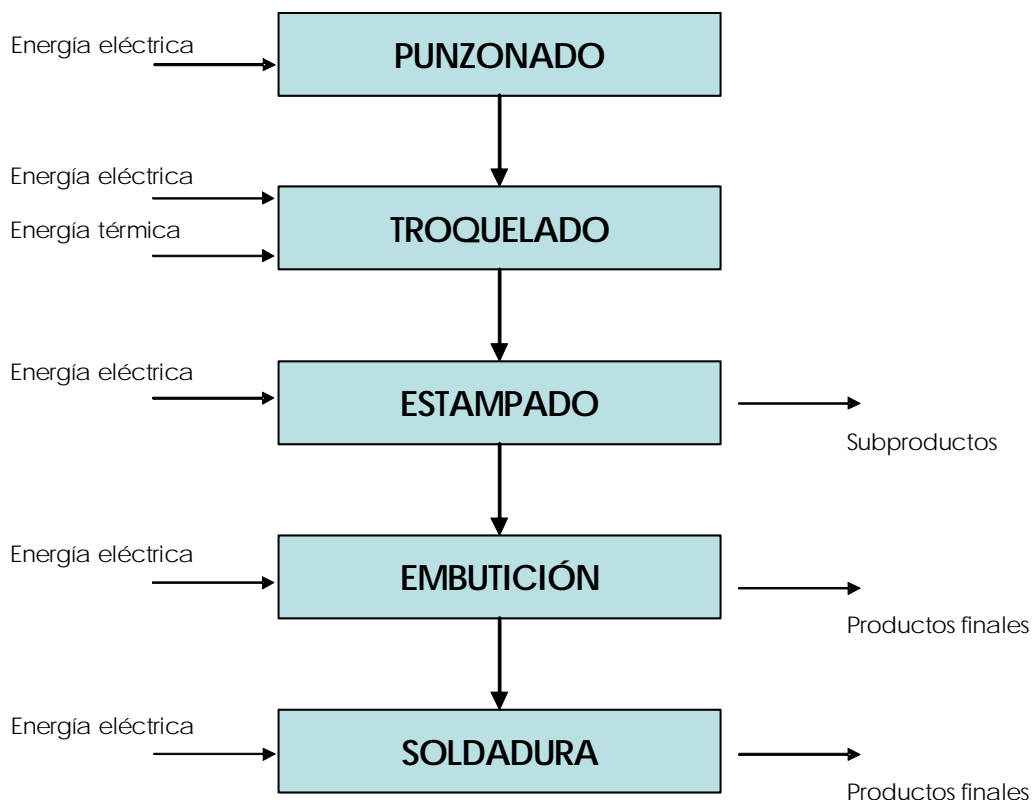 Energía eléctrica
PUNZONADO
Energía eléctrica
Energía térmica
TROQUELADO
Energía eléctrica
ESTAMPADO
Subproductos
Energía eléctrica
EMBUTICIÓN
Productos finales
Energía eléctrica
SOLDADURA
Productos finales